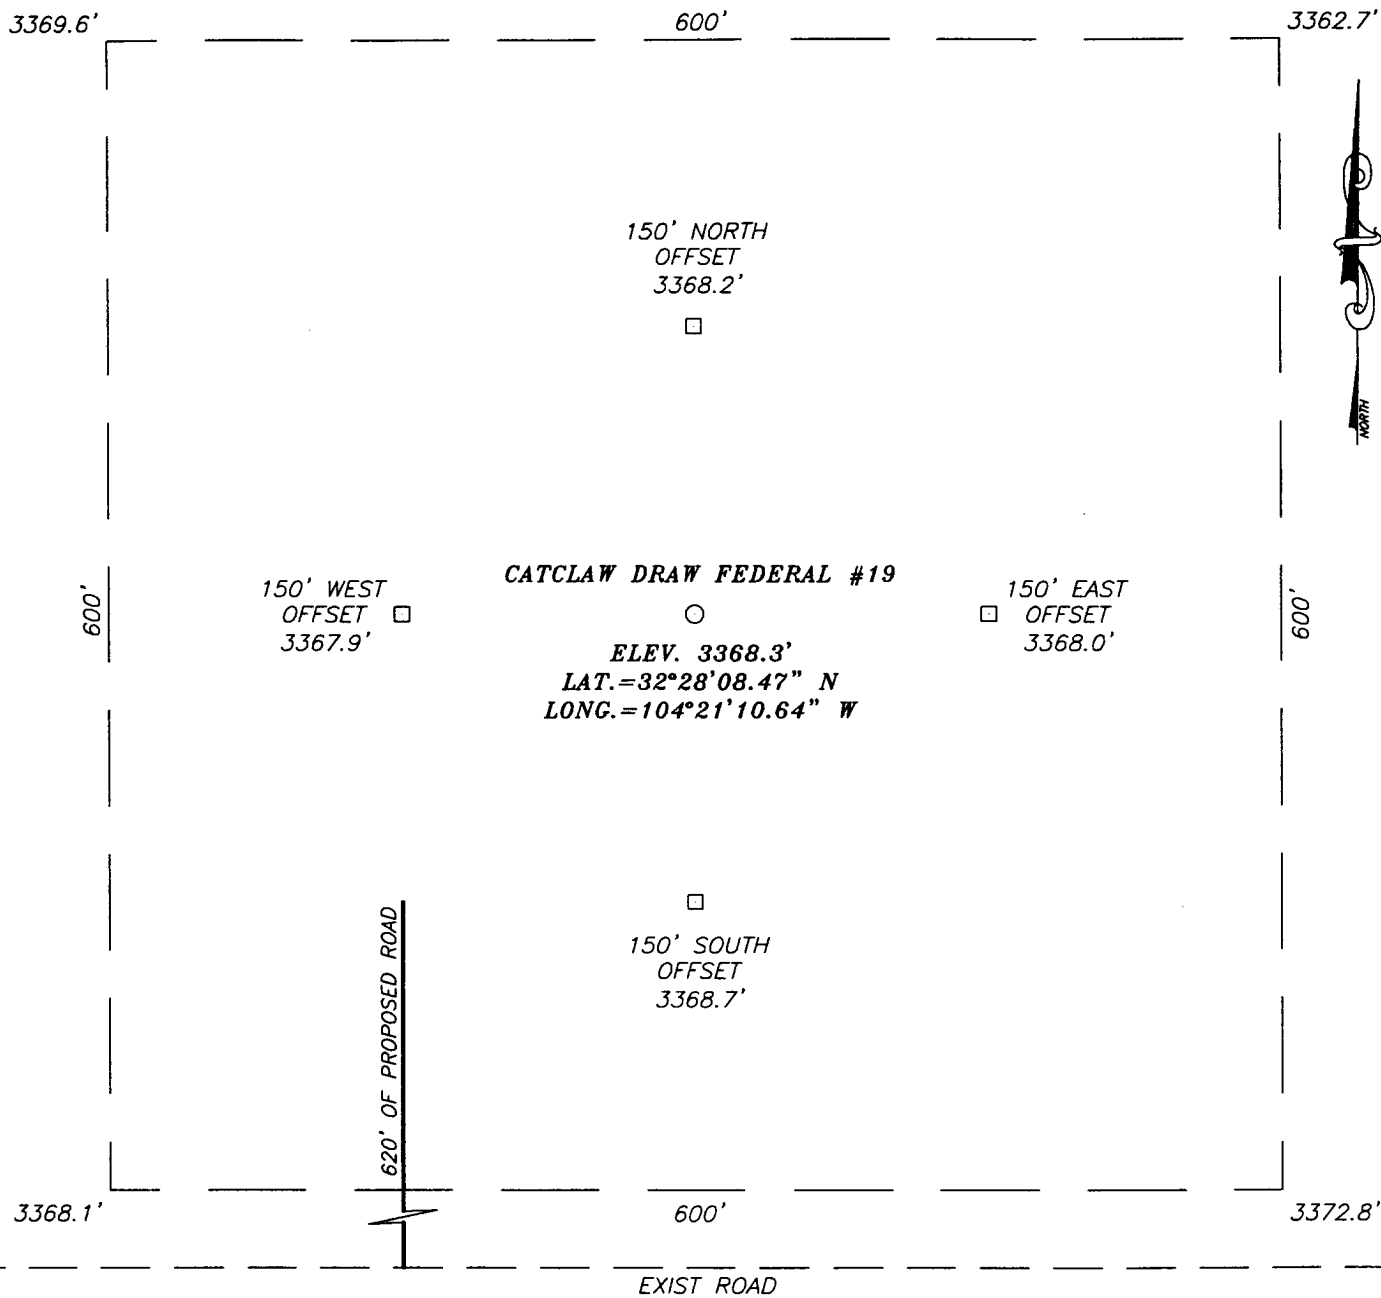 3369.6'
600'
3362.7'
NORTH
150' NORTH
OFFSET
3368.2'
600'
150' WEST
OFFSET
3367.9'
CATCLAW DRAW FEDERAL #19
ELEV. 3368.3'
LAT.=32°28'08.47" N
LONG.=104°21'10.64" W
150' EAST
OFFSET
3368.0'
600'
150' SOUTH
OFFSET
3368.7'
620' OF PROPOSED ROAD
3368.1'
600'
3372.8'
EXIST ROAD